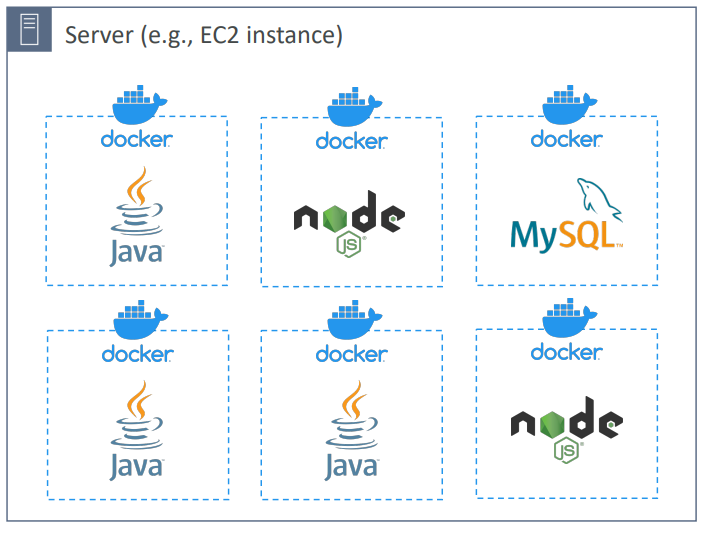 Server (e.g., EC2 instance)
docker
docker
docker
Java
node
JS
MySQL
docker
docker
docker
Java
Java
node
JS